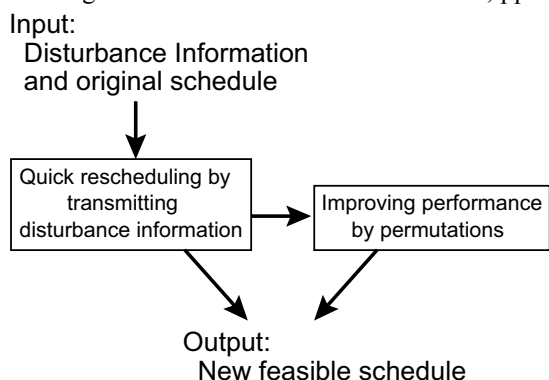 Input:
Disturbance Information
and original schedule
Quick rescheduling by
transmitting
disturbance information
Improving performance
by permutations
Output:
New feasible schedule